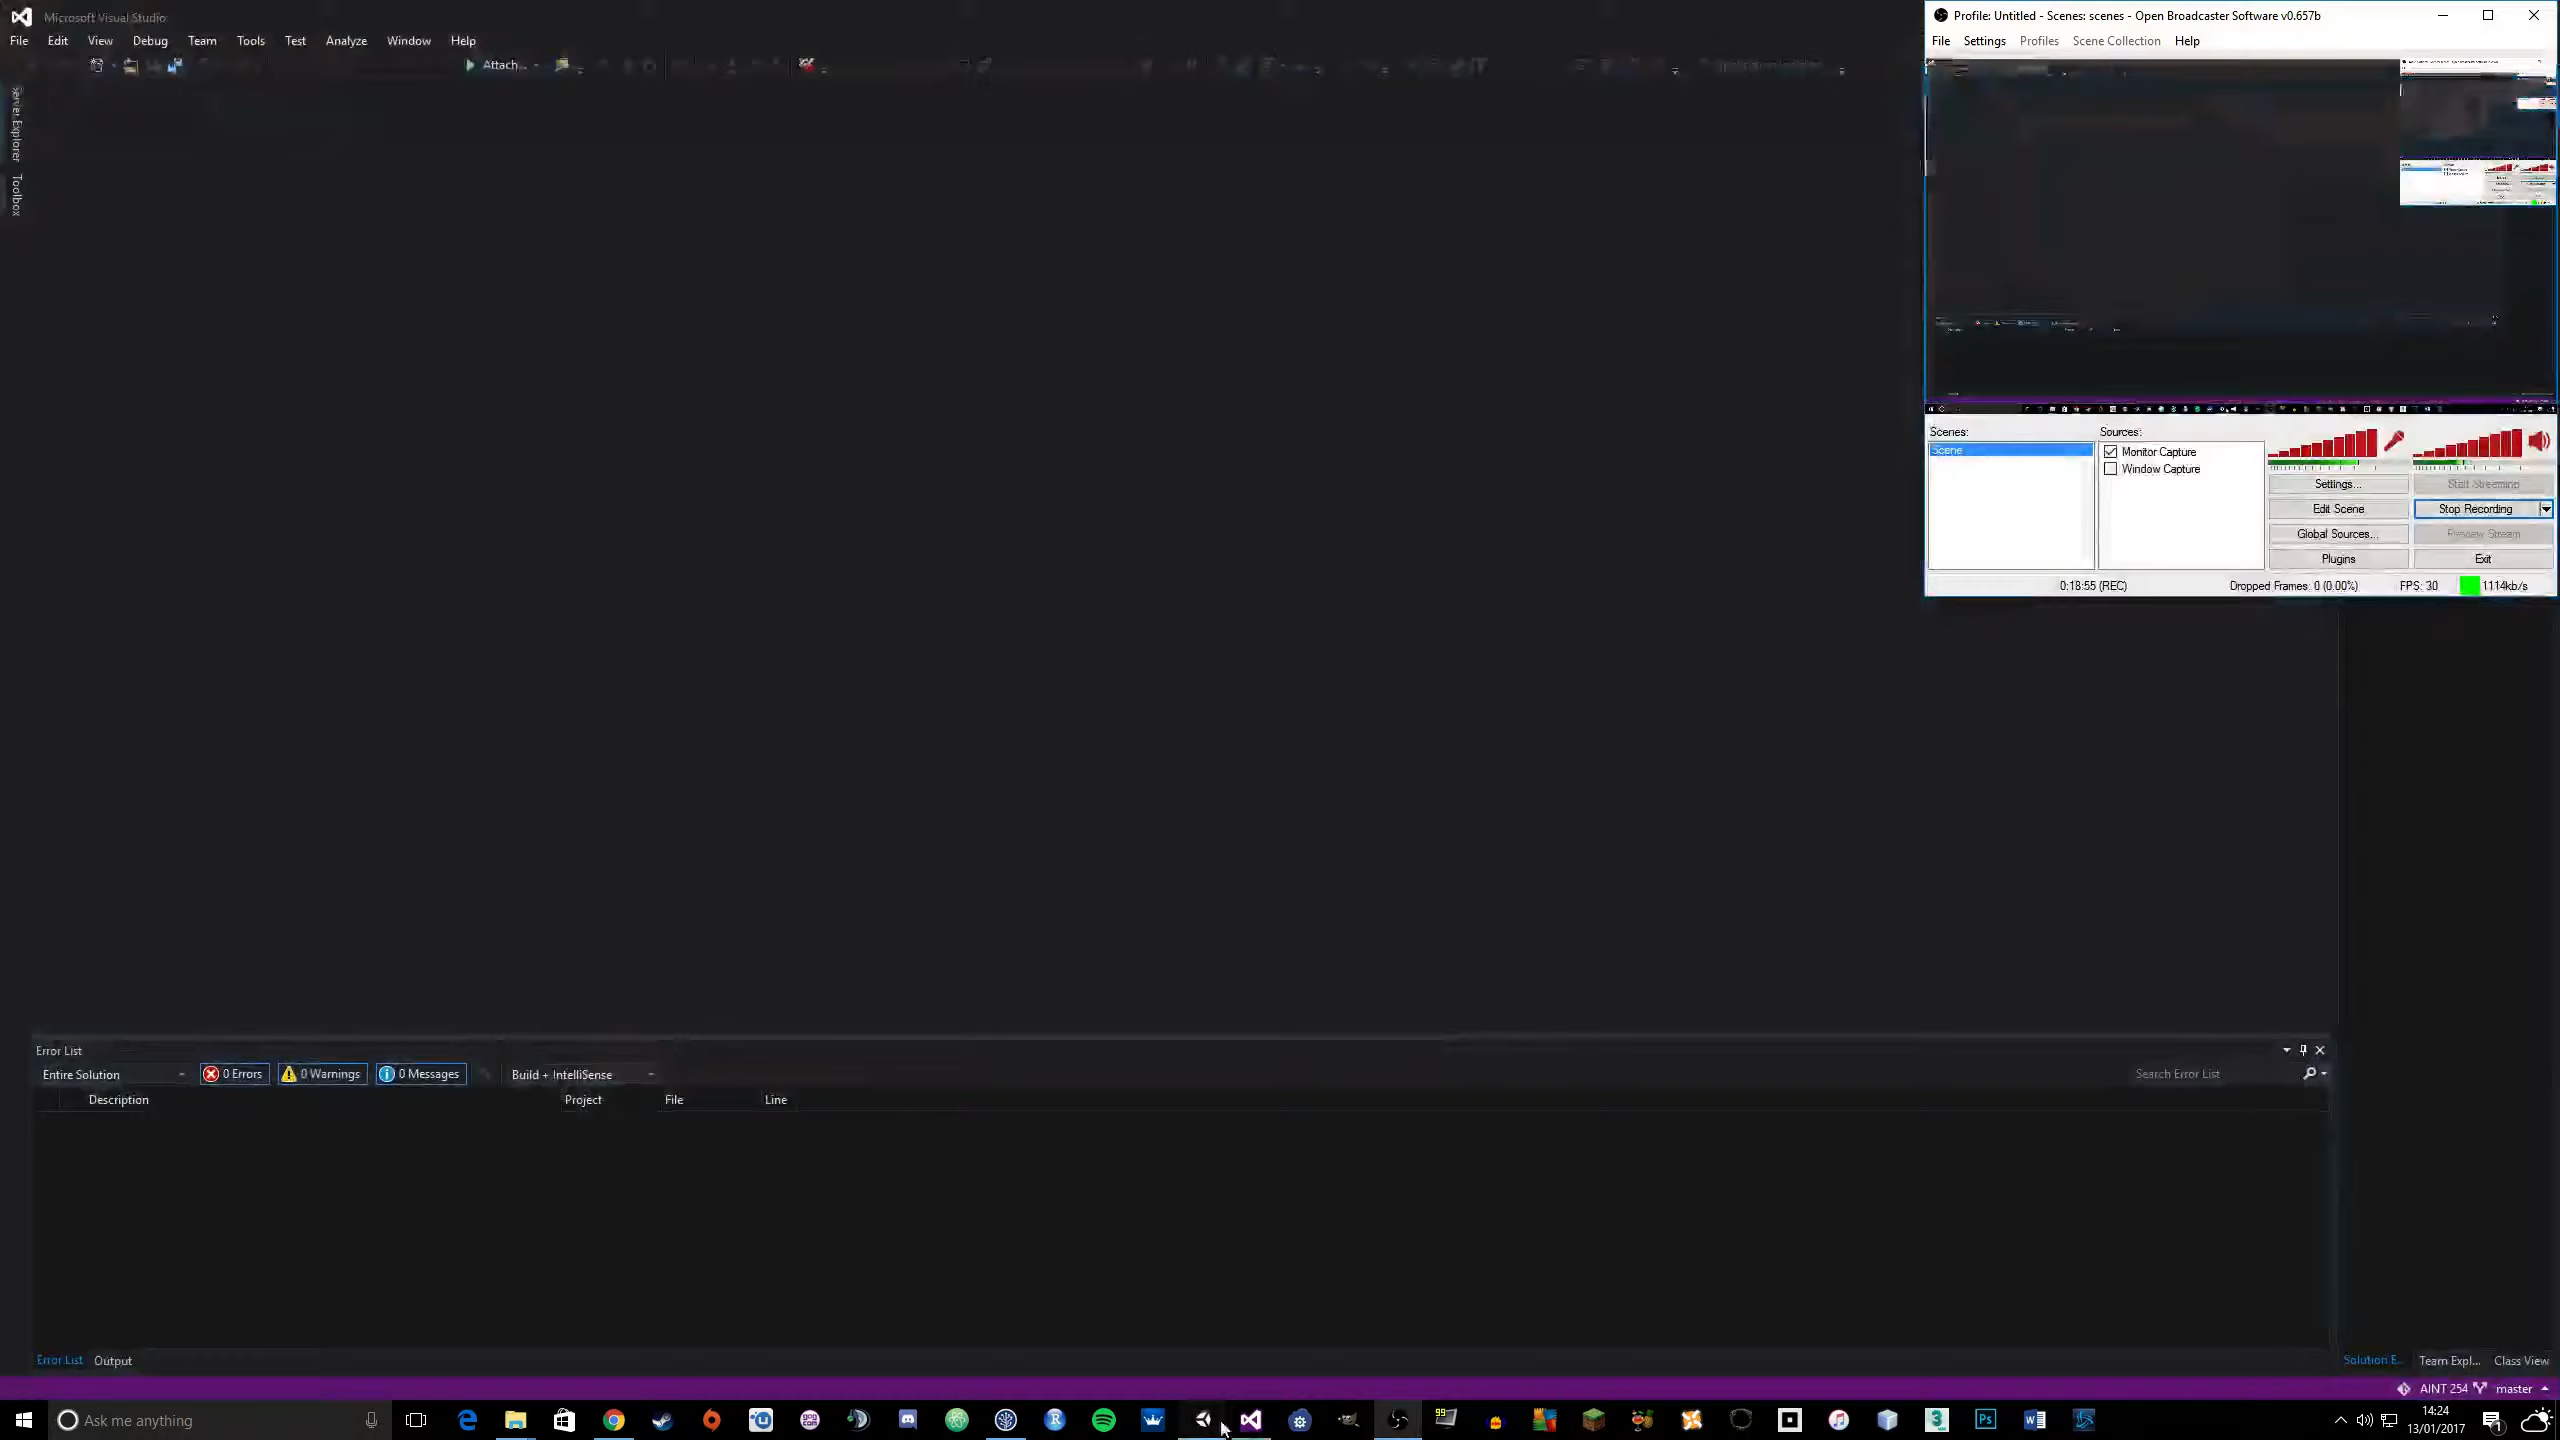 Microsoft Visual Studio
File Edit View Debug Team Tools Test Analyze Window Help
Attach...
Server Explorer
Toolbox
Profile: Untitled - Scenes: scenes - Open Broadcaster Software v0.657b
File Settings Profiles Scene Collection Help
Scenes:
Scene
Sources:
Monitor Capture
Window Capture
Settings...
Start Streaming
Edit Scene
Stop Recording
Global Sources...
Preview Stream
Plugins
Exit
0:18:55 (REC)
Dropped Frames: 0 (0.00%)
FPS: 30
1114kb/s
Error List
Entire Solution
0 Errors
0 Warnings
0 Messages
Build + IntelliSense
Search Error List
Description Project File Line
Error List Output
Solution E... Team Expl... Class View
AINT 254 master
Ask me anything
14:24
13/01/2017